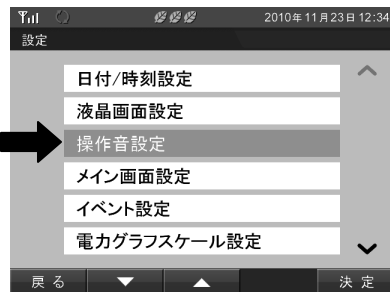 2010年11月23日 12:34
設定
日付/時刻設定
液晶画面設定
操作音設定
メイン画面設定
イベント設定
電力グラフスケール設定
戻る 決定